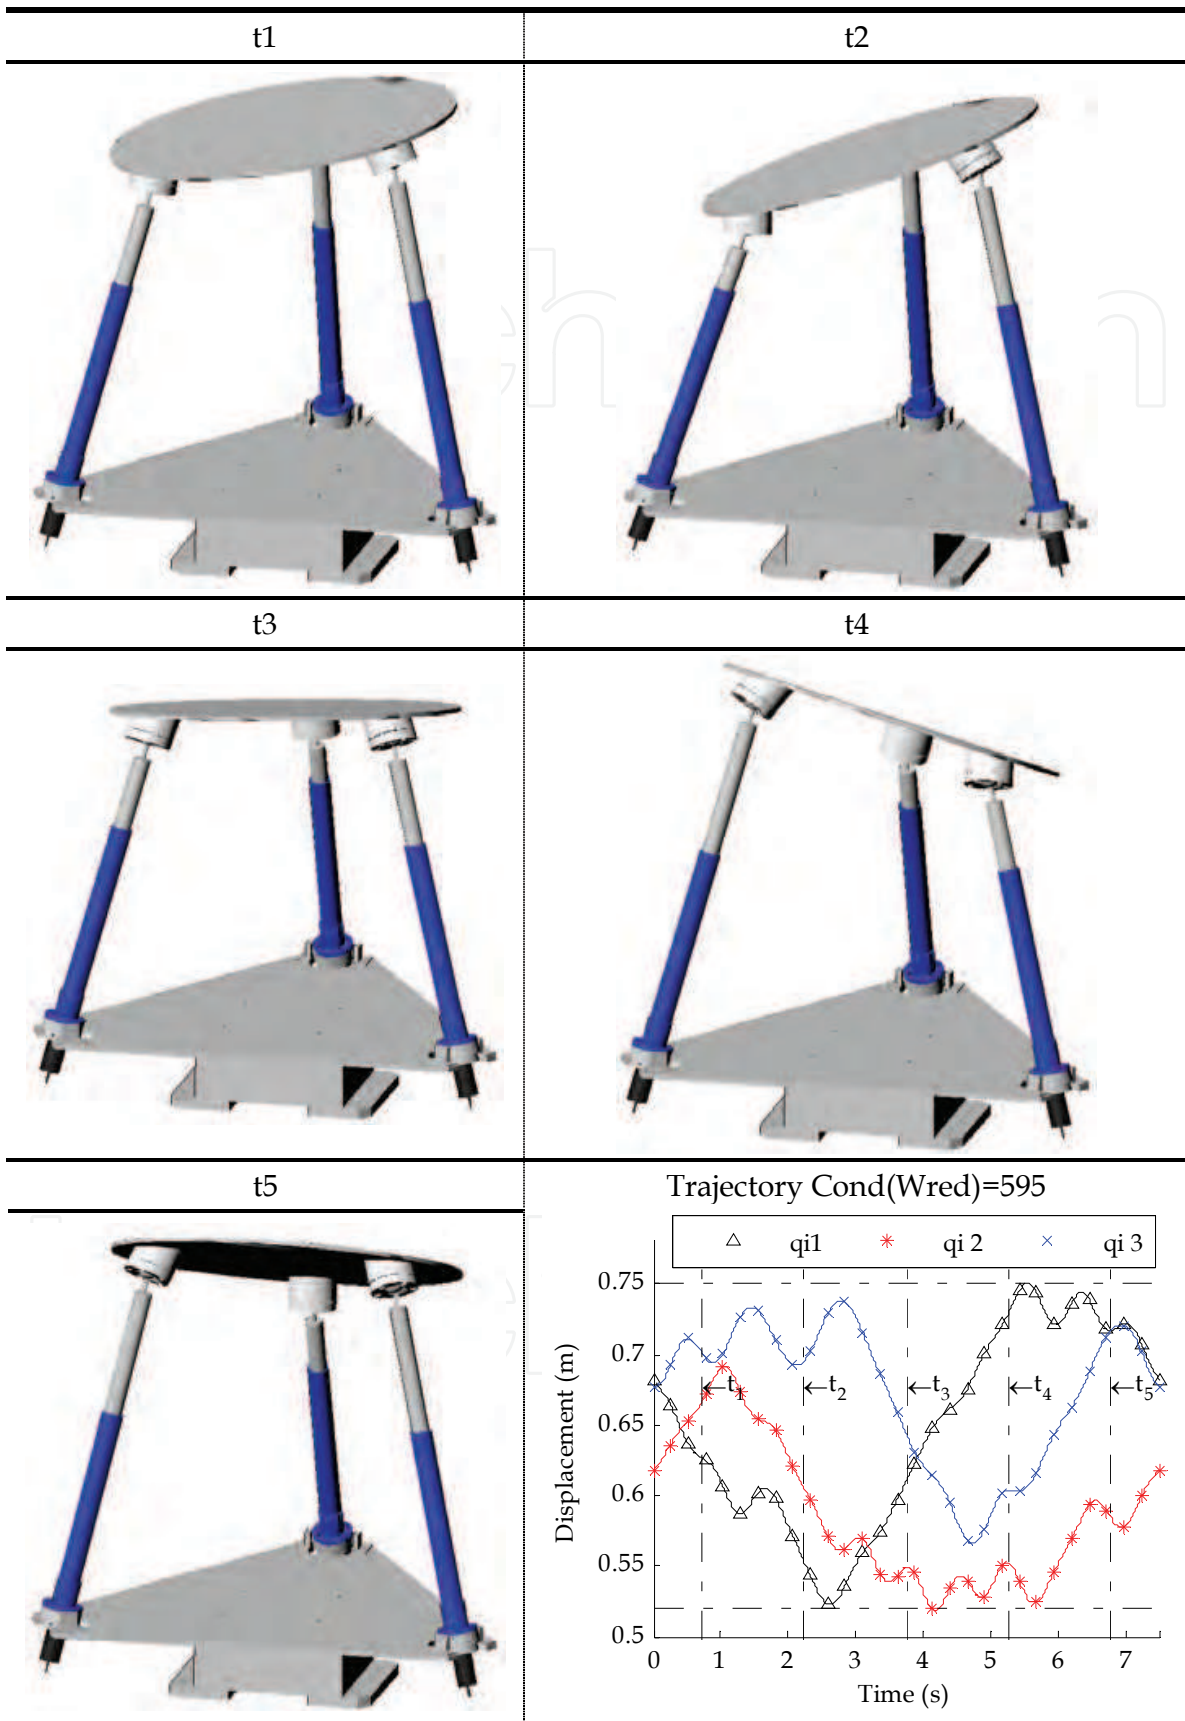 t1
t2
t3
t4
t5
Trajectory Cond(Wred)=595
qi1 qi 2 qi 3
0.75
0.7
0.65
0.6
0.55
0.5
Displacement (m)
←t1 ←t2 ←t3 ←t4 ←t5
0 1 2 3 4 5 6 7
Time (s)